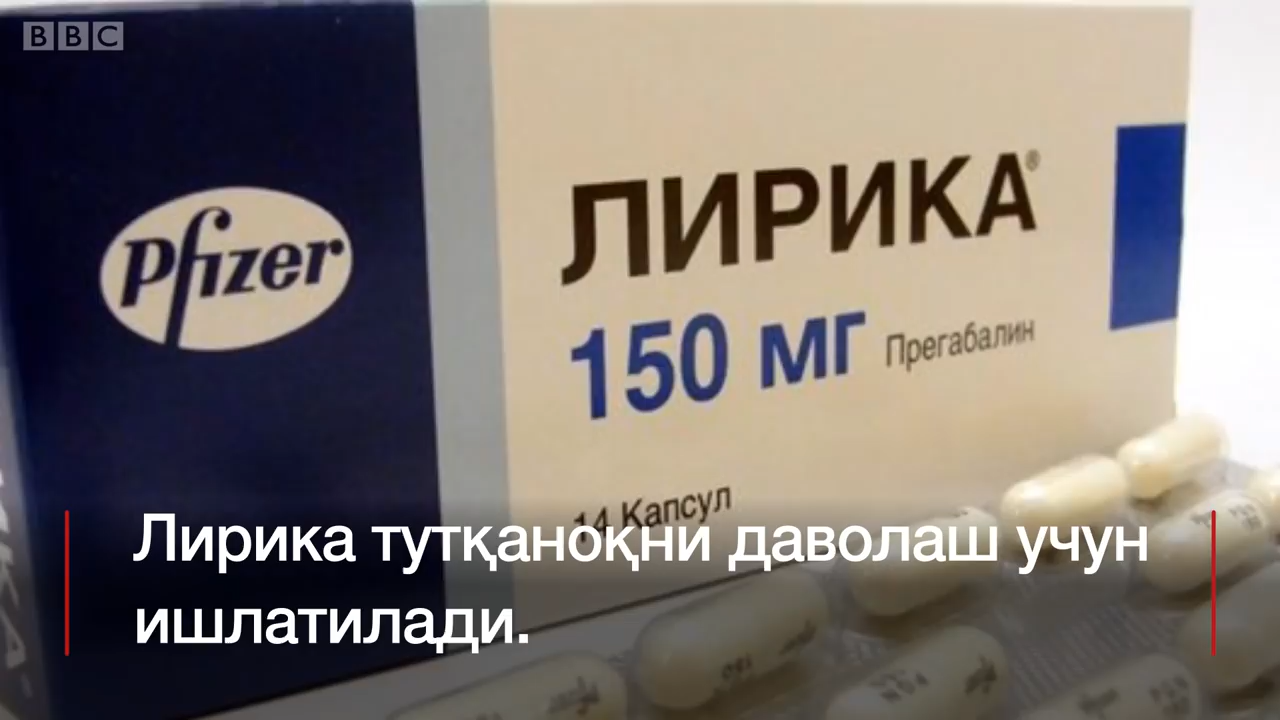 BBC
Pfizer
ЛИРИКА®
150 мг Прегабалин
14 Капсул
Лирика тутқаноқни даволаш учун
ишлатилади.